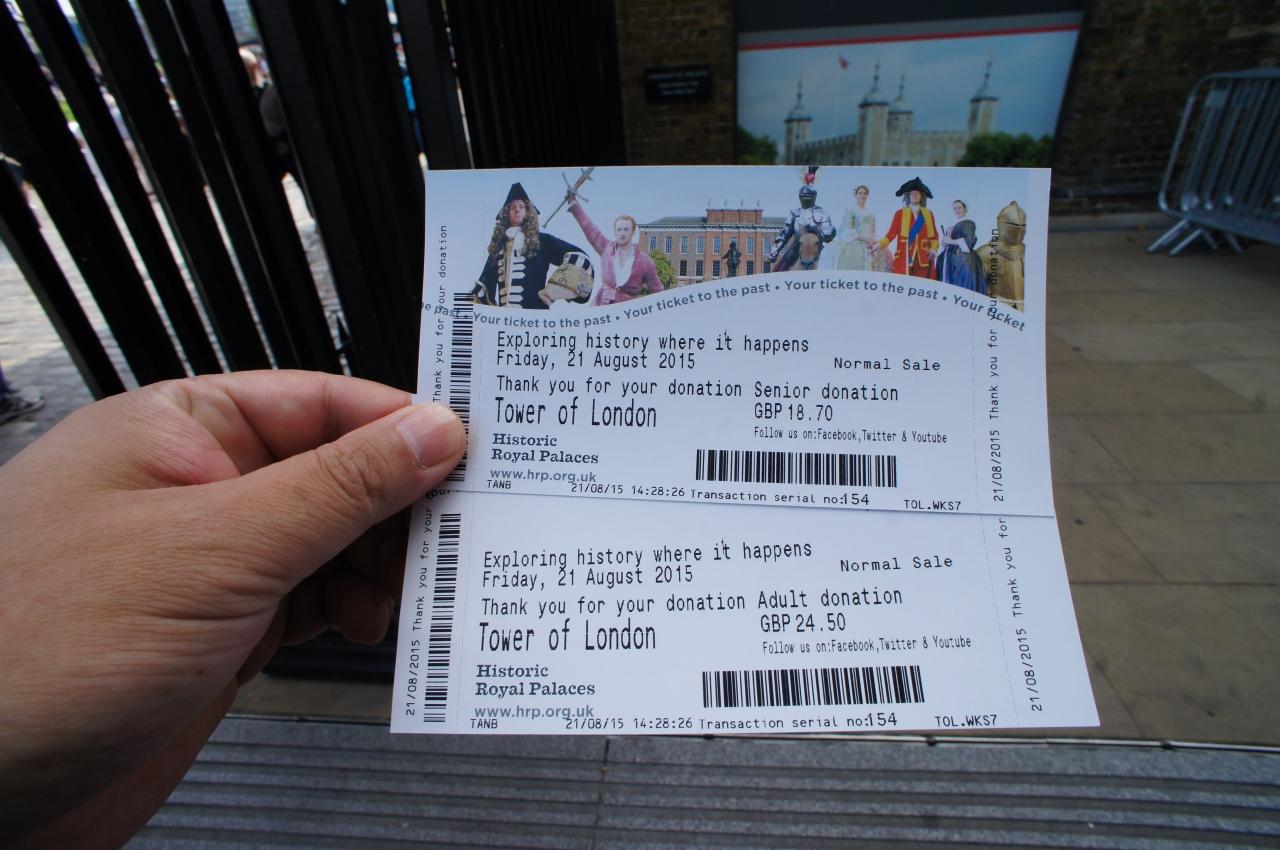 e past • Your ticket to the past • Your ticket to the past • Your ticket to the past • Your ticket
Thank you for your donation
Exploring history where it happens
Friday, 21 August 2015
Normal Sale
Thank you for your donation Senior donation
Tower of London
GBP 18.70
Follow us on:Facebook,Twitter & Youtube
Historic
Royal Palaces
www.hrp.org.uk
TANB 21/08/15 14:28:26 Transaction serial no:154 TOL.WKS7
21/08/2015 Thank you for your donation
Exploring history where it happens
Friday, 21 August 2015
Normal Sale
Thank you for your donation Adult donation
Tower of London
GBP 24.50
Follow us on:Facebook,Twitter & Youtube
Historic
Royal Palaces
www.hrp.org.uk
TANB 21/08/15 14:28:26 Transaction serial no:154 TOL.WKS7
21/08/2015 Thank you for your
21/08/2015 Thank you for